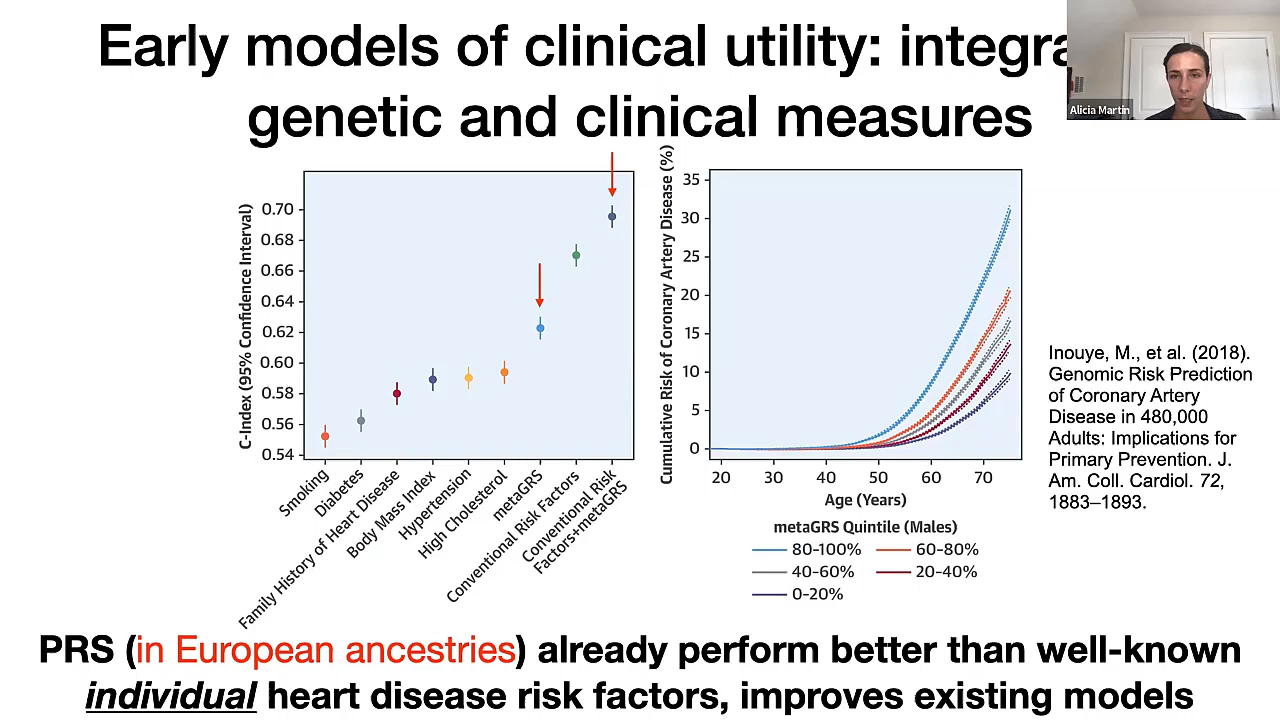 Early models of clinical utility: integra
genetic and clinical measures
Alicia Martin
C-Index (95% Confidence Interval)
0.70
0.68
0.66
0.64
0.62
0.60
0.58
0.56
0.54
Smoking
Diabetes
Family History of Heart Disease
Body Mass Index
Hypertension
High Cholesterol
metaGRS
Conventional Risk Factors
Conventional Risk
Factors+metaGRS
Cumulative Risk of Coronary Artery Disease (%)
35
30
25
20
15
10
5
0
20 30 40 50 60 70
Age (Years)
metaGRS Quintile (Males)
80-100% 60-80%
40-60% 20-40%
0-20%
Inouye, M., et al. (2018).
Genomic Risk Prediction
of Coronary Artery
Disease in 480,000
Adults: Implications for
Primary Prevention. J.
Am. Coll. Cardiol. 72,
1883–1893.
PRS (in European ancestries) already perform better than well-known
individual heart disease risk factors, improves existing models